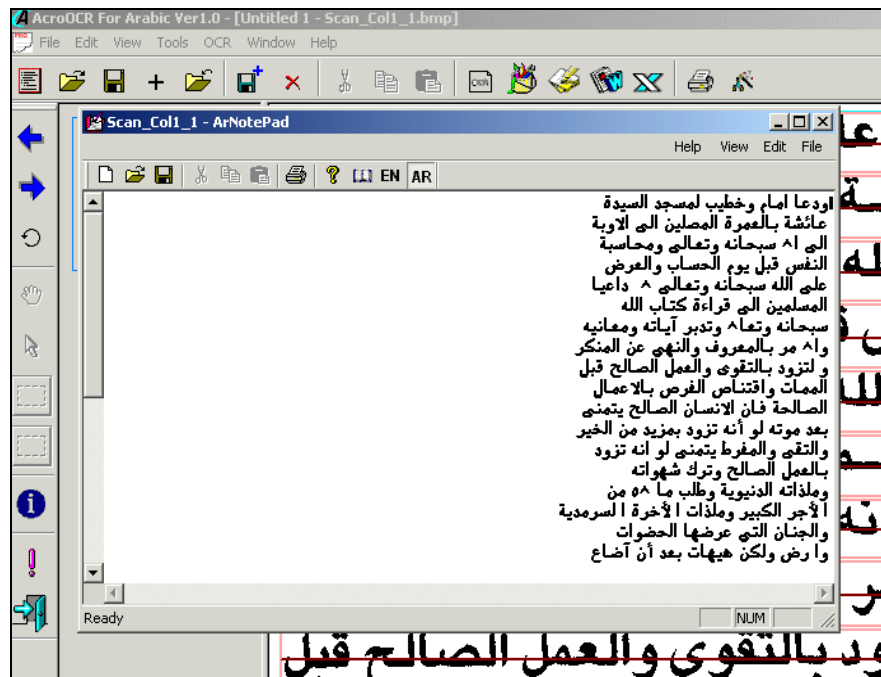 AcroOCR For Arabic Ver1.0 - [Untitled 1 - Scan_Col1_1.bmp]
File Edit View Tools OCR Window Help
Scan_Col1_1 - ArNotePad
Help View Edit File
EN AR
اودعا امام وخطيب لمسجد السيدة
عائشة بالعمرة المصلين الى الاوبة
الى ا^ سبحانه وتعالى ومحاسبة
النفس قبل يوم الحساب والعرض
على الله سبحانه وتعالى ^ داعيا
المسلمين الى قراءة كتاب الله
سبحانه وتعا^ وتدبر آياته ومعانيه
وا^ مر بالمعروف والنهي عن المنكر
و لتزود بالتقوى والعمل الصالح قبل
الممات واقتناص الفرص بالاعمال
الصالحة فان الانسان الصالح يتمنى
بعد موته لو أنه تزود بمزيد من الخير
والتقى والمفرط يتمنى لو انه تزود
بالعمل الصالح وترك شهواته
وملذاته الدنيوية وطلب ما ^ه من
الأجر الكبير وملذات الأخرة السرمدية
والجنان التي عرضها الحضوات
وا رض ولكن هيهات بعد أن آضاع
Ready NUM
ود بالتقوى والعمل الصالح قبل